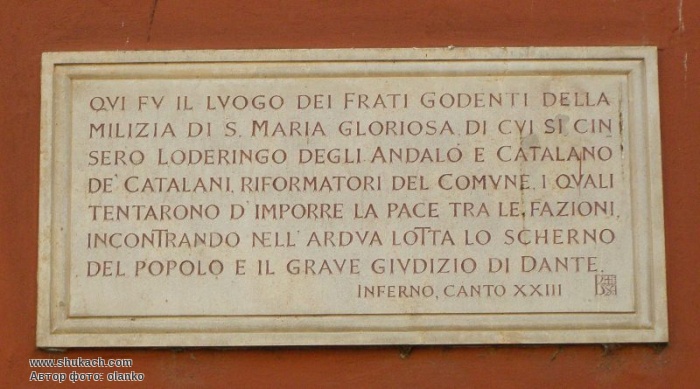 QVI FV IL LVOGO DEI FRATI GODENTI DELLA
MILIZIA DI S. MARIA GLORIOSA DI CVI SI CIN
SERO LODERINGO DEGLI ANDALÒ E CATALANO
DE' CATALANI, RIFORMATORI DEL COMVNE, I QVALI
TENTARONO D'IMPORRE LA PACE TRA LE FAZIONI,
INCONTRANDO NELL'ARDVA LOTTA LO SCHERNO
DEL POPOLO E IL GRAVE GIVDIZIO DI DANTE.
INFERNO, CANTO XXIII
www.shukach.com
Автор фото: olanko